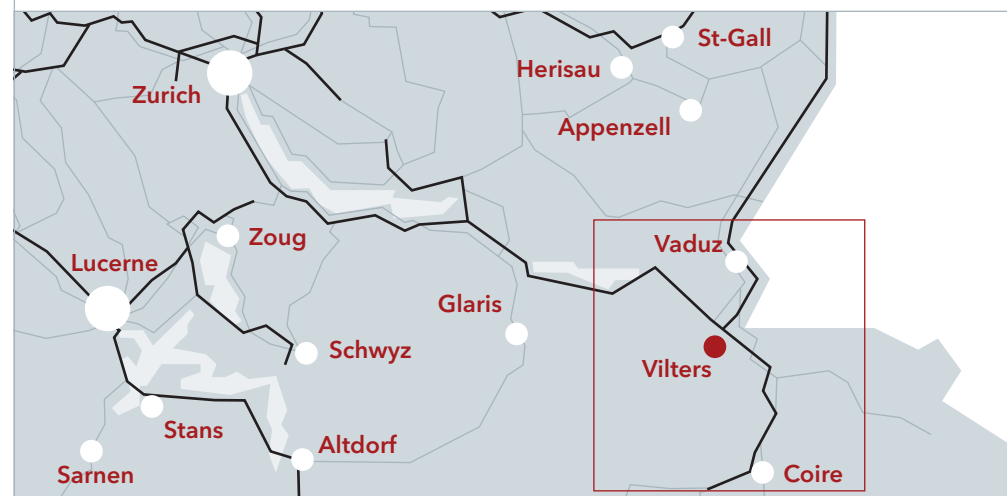 St-Gall
Herisau
Zurich
Appenzell
Zoug
Vaduz
Lucerne
Glaris
Schwyz
Vilters
Stans
Altdorf
Sarnen
Coire